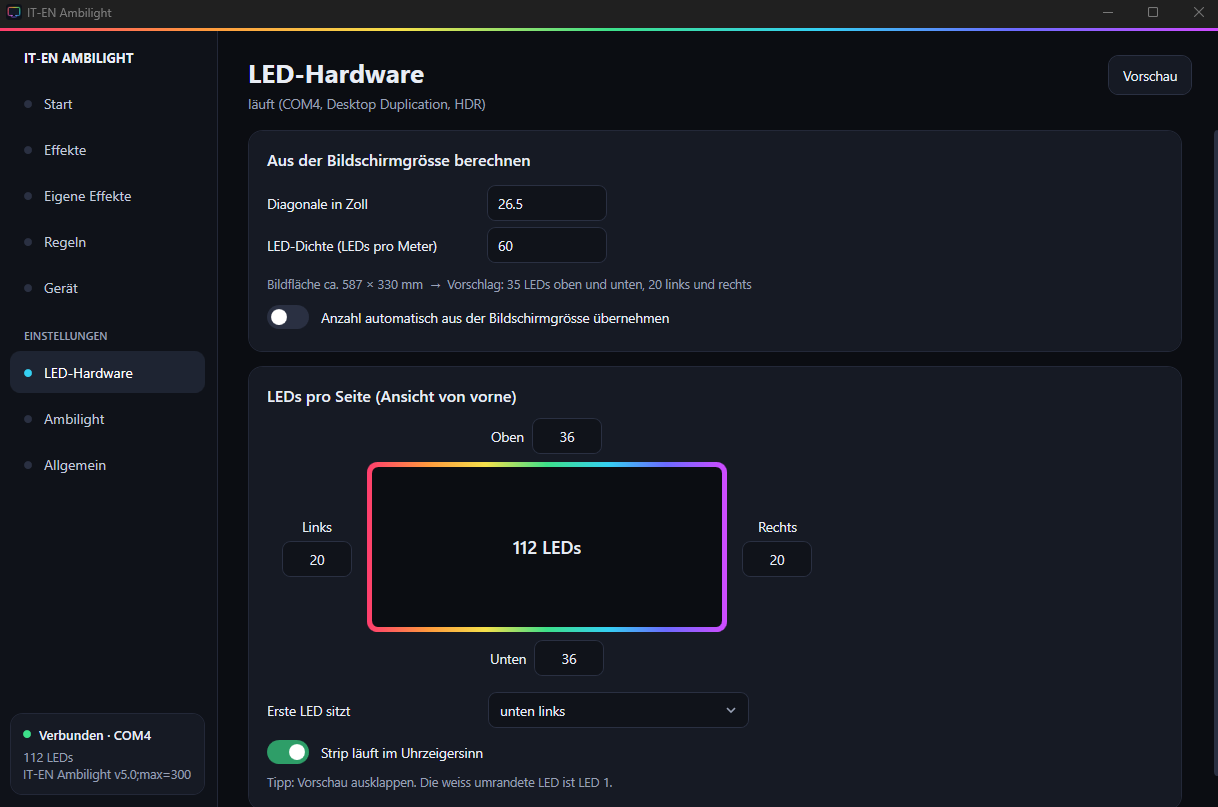 IT-EN Ambilight
IT-EN AMBILIGHT
Start
Effekte
Eigene Effekte
Regeln
Gerät
EINSTELLUNGEN
LED-Hardware
Ambilight
Allgemein
Verbunden · COM4
112 LEDs
IT-EN Ambilight v5.0;max=300
LED-Hardware
läuft (COM4, Desktop Duplication, HDR)
Vorschau
Aus der Bildschirmgrösse berechnen
Diagonale in Zoll 26.5
LED-Dichte (LEDs pro Meter) 60
Bildfläche ca. 587 × 330 mm → Vorschlag: 35 LEDs oben und unten, 20 links und rechts
Anzahl automatisch aus der Bildschirmgrösse übernehmen
LEDs pro Seite (Ansicht von vorne)
Oben 36
Links
20
112 LEDs
Rechts
20
Unten 36
Erste LED sitzt unten links
Strip läuft im Uhrzeigersinn
Tipp: Vorschau ausklappen. Die weiss umrandete LED ist LED 1.